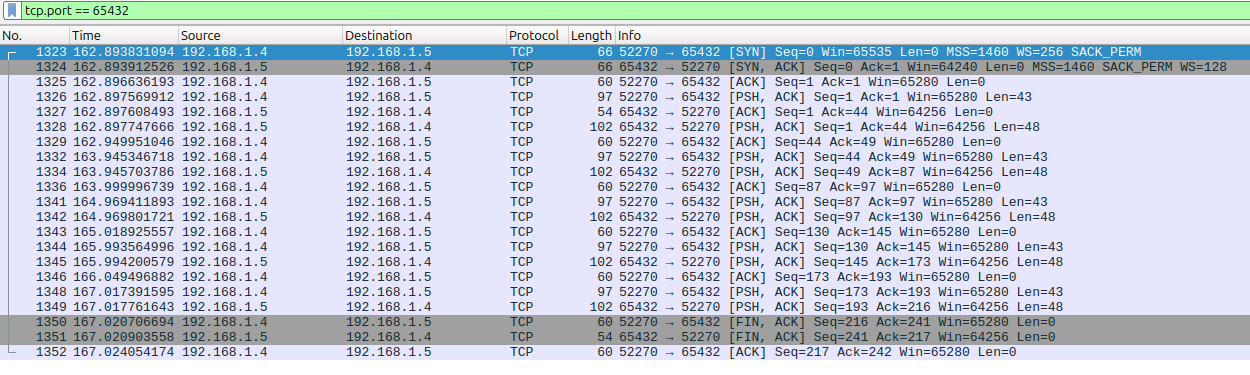 tcp.port == 65432
No. Time Source Destination Protocol Length Info
1323 162.893831094 192.168.1.4 192.168.1.5 TCP 66 52270 → 65432 [SYN] Seq=0 Win=65535 Len=0 MSS=1460 WS=256 SACK_PERM
1324 162.893912526 192.168.1.5 192.168.1.4 TCP 66 65432 → 52270 [SYN, ACK] Seq=0 Ack=1 Win=64240 Len=0 MSS=1460 SACK_PERM WS=128
1325 162.896636193 192.168.1.4 192.168.1.5 TCP 60 52270 → 65432 [ACK] Seq=1 Ack=1 Win=65280 Len=0
1326 162.897569912 192.168.1.4 192.168.1.5 TCP 97 52270 → 65432 [PSH, ACK] Seq=1 Ack=1 Win=65280 Len=43
1327 162.897608493 192.168.1.5 192.168.1.4 TCP 54 65432 → 52270 [ACK] Seq=1 Ack=44 Win=64256 Len=0
1328 162.897747666 192.168.1.5 192.168.1.4 TCP 102 65432 → 52270 [PSH, ACK] Seq=1 Ack=44 Win=64256 Len=48
1329 162.949951046 192.168.1.4 192.168.1.5 TCP 60 52270 → 65432 [ACK] Seq=44 Ack=49 Win=65280 Len=0
1332 163.945346718 192.168.1.4 192.168.1.5 TCP 97 52270 → 65432 [PSH, ACK] Seq=44 Ack=49 Win=65280 Len=43
1334 163.945703786 192.168.1.5 192.168.1.4 TCP 102 65432 → 52270 [PSH, ACK] Seq=49 Ack=87 Win=64256 Len=48
1336 163.999996739 192.168.1.4 192.168.1.5 TCP 60 52270 → 65432 [ACK] Seq=87 Ack=97 Win=65280 Len=0
1341 164.969411893 192.168.1.4 192.168.1.5 TCP 97 52270 → 65432 [PSH, ACK] Seq=87 Ack=97 Win=65280 Len=43
1342 164.969801721 192.168.1.5 192.168.1.4 TCP 102 65432 → 52270 [PSH, ACK] Seq=97 Ack=130 Win=64256 Len=48
1343 165.018925557 192.168.1.4 192.168.1.5 TCP 60 52270 → 65432 [ACK] Seq=130 Ack=145 Win=65280 Len=0
1344 165.993564996 192.168.1.4 192.168.1.5 TCP 97 52270 → 65432 [PSH, ACK] Seq=130 Ack=145 Win=65280 Len=43
1345 165.994200579 192.168.1.5 192.168.1.4 TCP 102 65432 → 52270 [PSH, ACK] Seq=145 Ack=173 Win=64256 Len=48
1346 166.049496882 192.168.1.4 192.168.1.5 TCP 60 52270 → 65432 [ACK] Seq=173 Ack=193 Win=65280 Len=0
1348 167.017391595 192.168.1.4 192.168.1.5 TCP 97 52270 → 65432 [PSH, ACK] Seq=173 Ack=193 Win=65280 Len=43
1349 167.017761643 192.168.1.5 192.168.1.4 TCP 102 65432 → 52270 [PSH, ACK] Seq=193 Ack=216 Win=64256 Len=48
1350 167.020706694 192.168.1.4 192.168.1.5 TCP 60 52270 → 65432 [FIN, ACK] Seq=216 Ack=241 Win=65280 Len=0
1351 167.020903558 192.168.1.5 192.168.1.4 TCP 54 65432 → 52270 [FIN, ACK] Seq=241 Ack=217 Win=64256 Len=0
1352 167.024054174 192.168.1.4 192.168.1.5 TCP 60 52270 → 65432 [ACK] Seq=217 Ack=242 Win=65280 Len=0